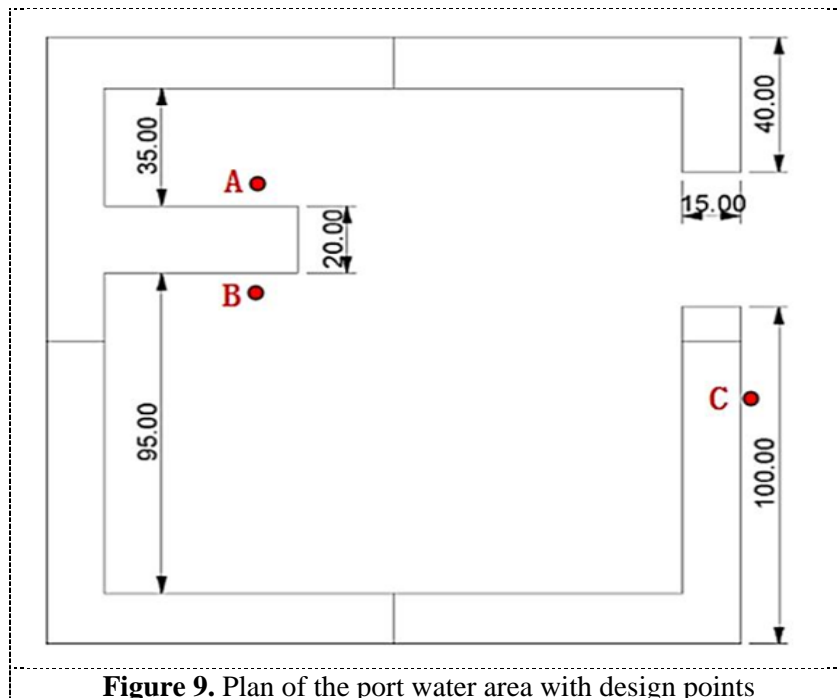 40.00
35.00
A
15.00
20.00
B
C
95.00
100.00
Figure 9. Plan of the port water area with design points